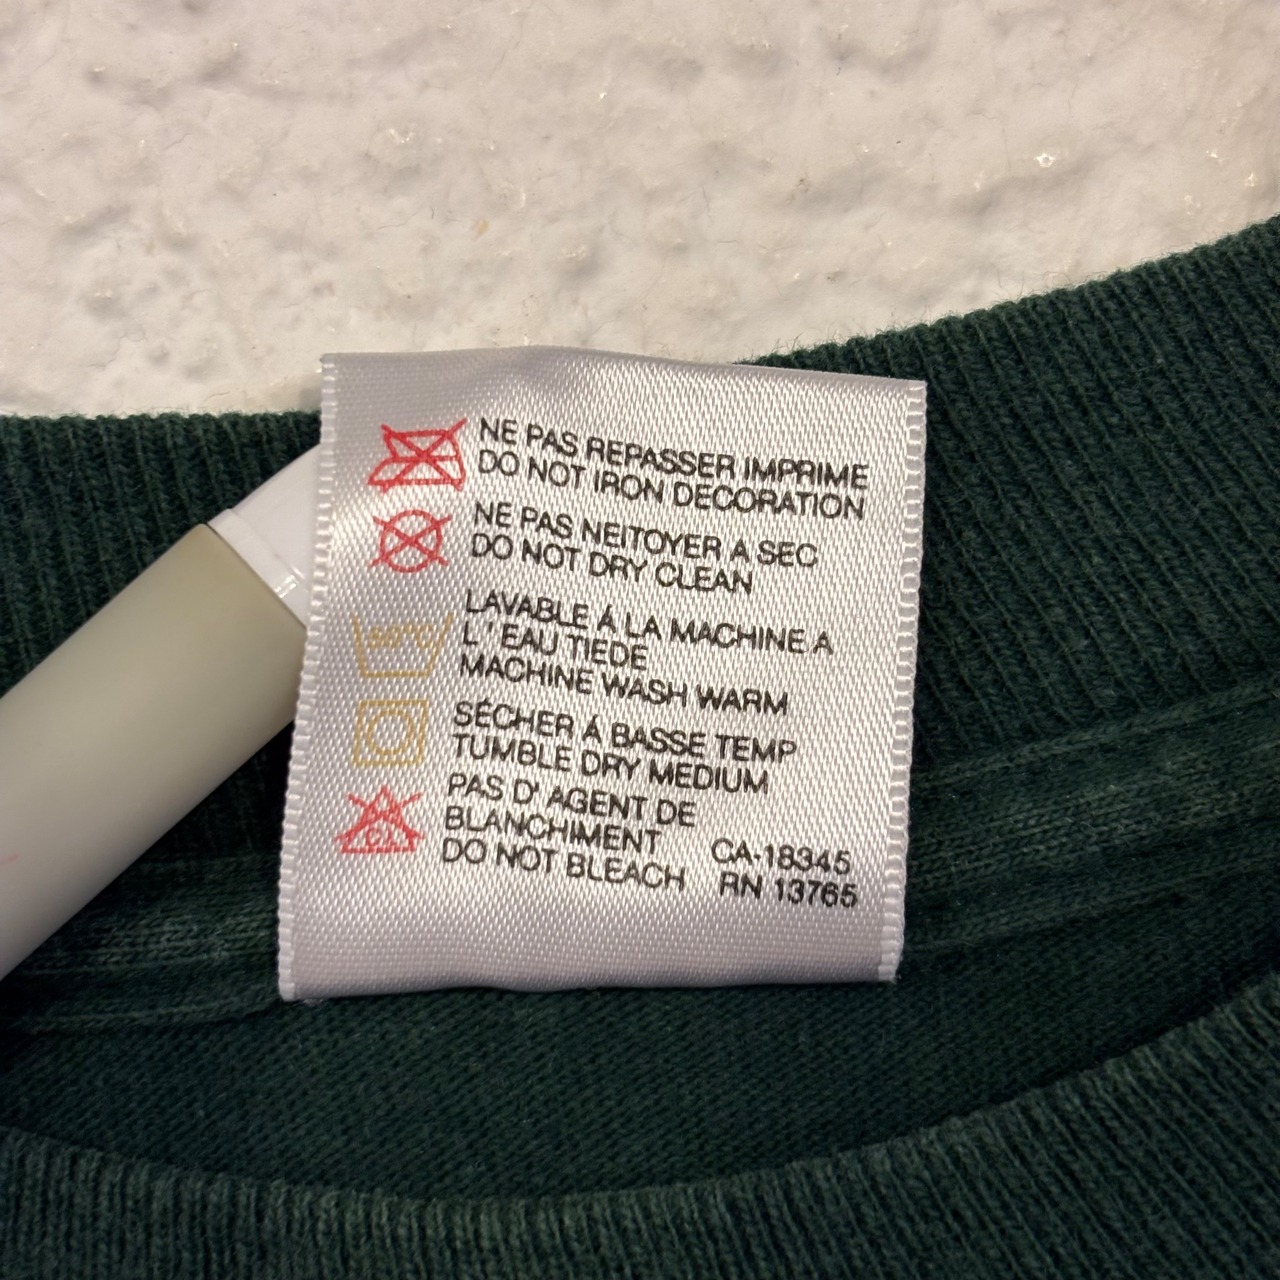 NE PAS REPASSER IMPRIME
DO NOT IRON DECORATION
NE PAS NEITOYER A SEC
DO NOT DRY CLEAN
LAVABLE Á LA MACHINE A
L'EAU TIEDE
MACHINE WASH WARM
SÉCHER Á BASSE TEMP
TUMBLE DRY MEDIUM
PAS D' AGENT DE
BLANCHIMENT
DO NOT BLEACH
CA-18345
RN 13765
CL